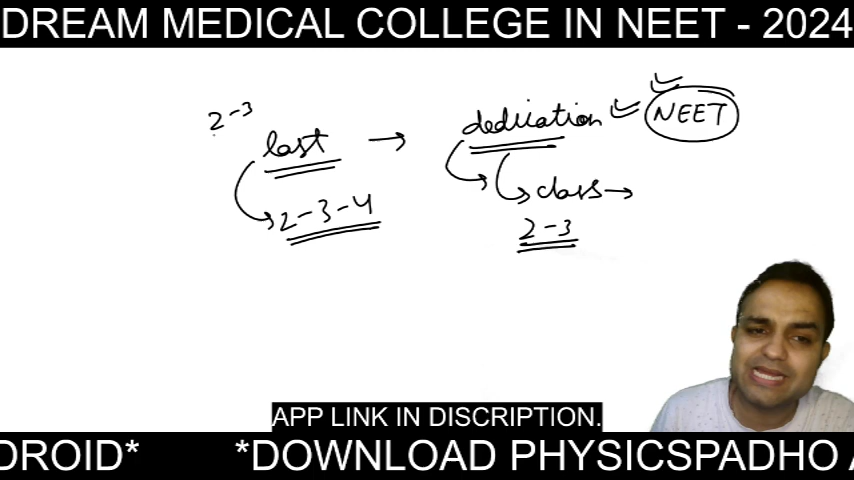 DREAM MEDICAL COLLEGE IN NEET - 2024
2-3
last → dedication NEET
class →
2-3-4
2-3
APP LINK IN DISCRIPTION.
DROID* *DOWNLOAD PHYSICSPADHO A